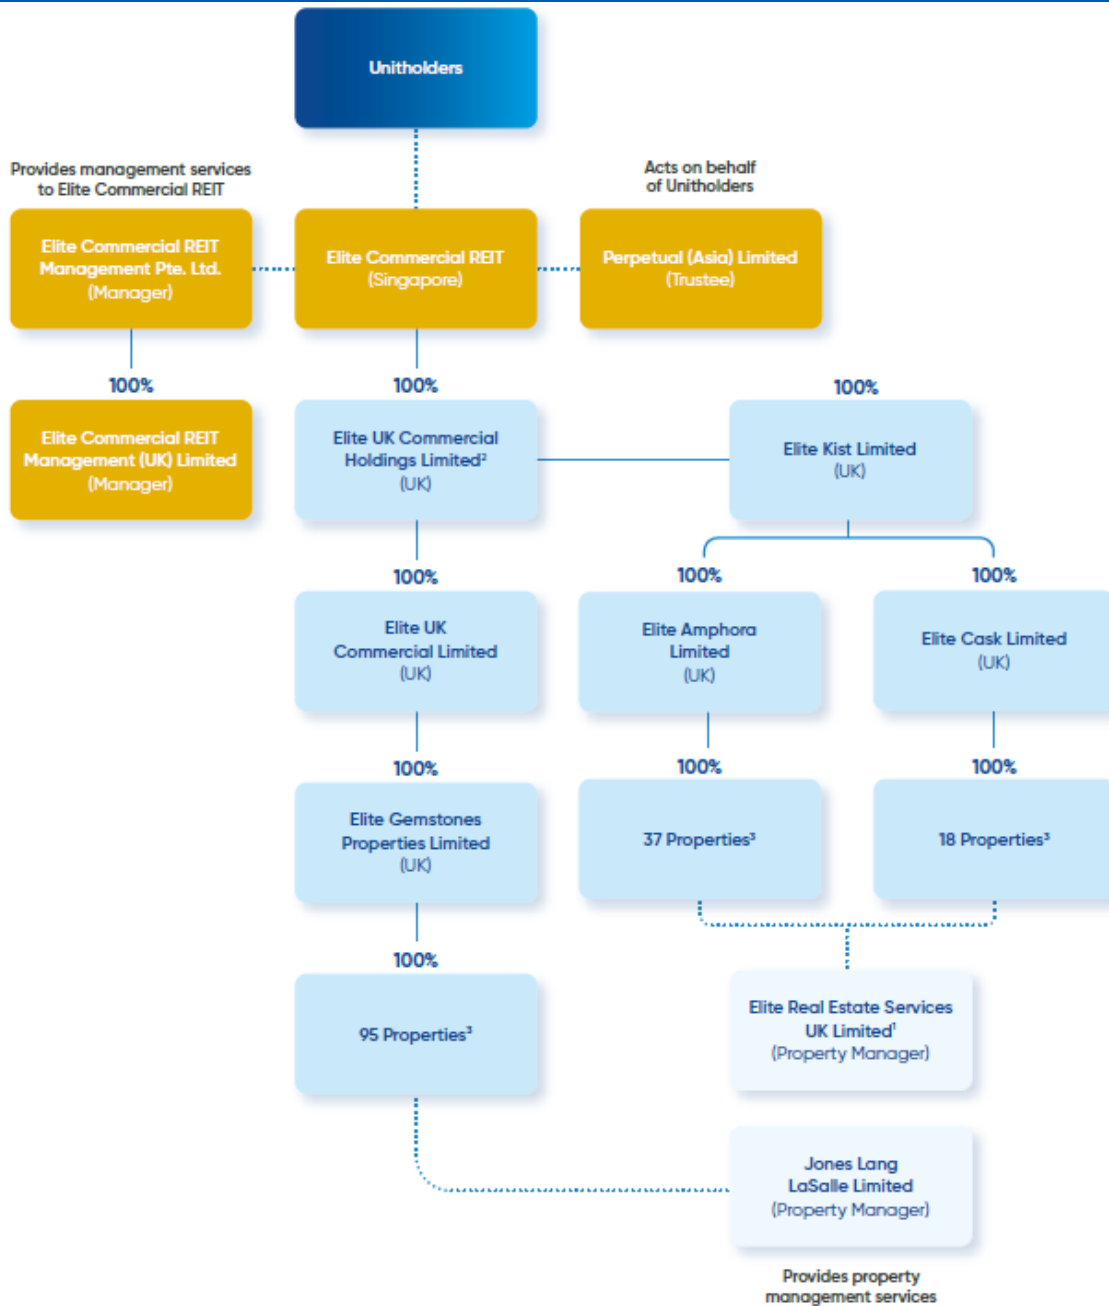 Unitholders
Provides management services
to Elite Commercial REIT
Acts on behalf
of Unitholders
Elite Commercial REIT
Management Pte. Ltd.
(Manager)
Elite Commercial REIT
(Singapore)
Perpetual (Asia) Limited
(Trustee)
100%
100%
100%
Elite Commercial REIT
Management (UK) Limited
(Manager)
Elite UK Commercial
Holdings Limited²
(UK)
Elite Kist Limited
(UK)
100%
100%
100%
Elite UK
Commercial Limited
(UK)
Elite Amphora
Limited
(UK)
Elite Cask Limited
(UK)
100%
100%
100%
Elite Gemstones
Properties Limited
(UK)
37 Properties³
18 Properties³
100%
95 Properties³
Elite Real Estate Services
UK Limited¹
(Property Manager)
Jones Lang
LaSalle Limited
(Property Manager)
Provides property
management services